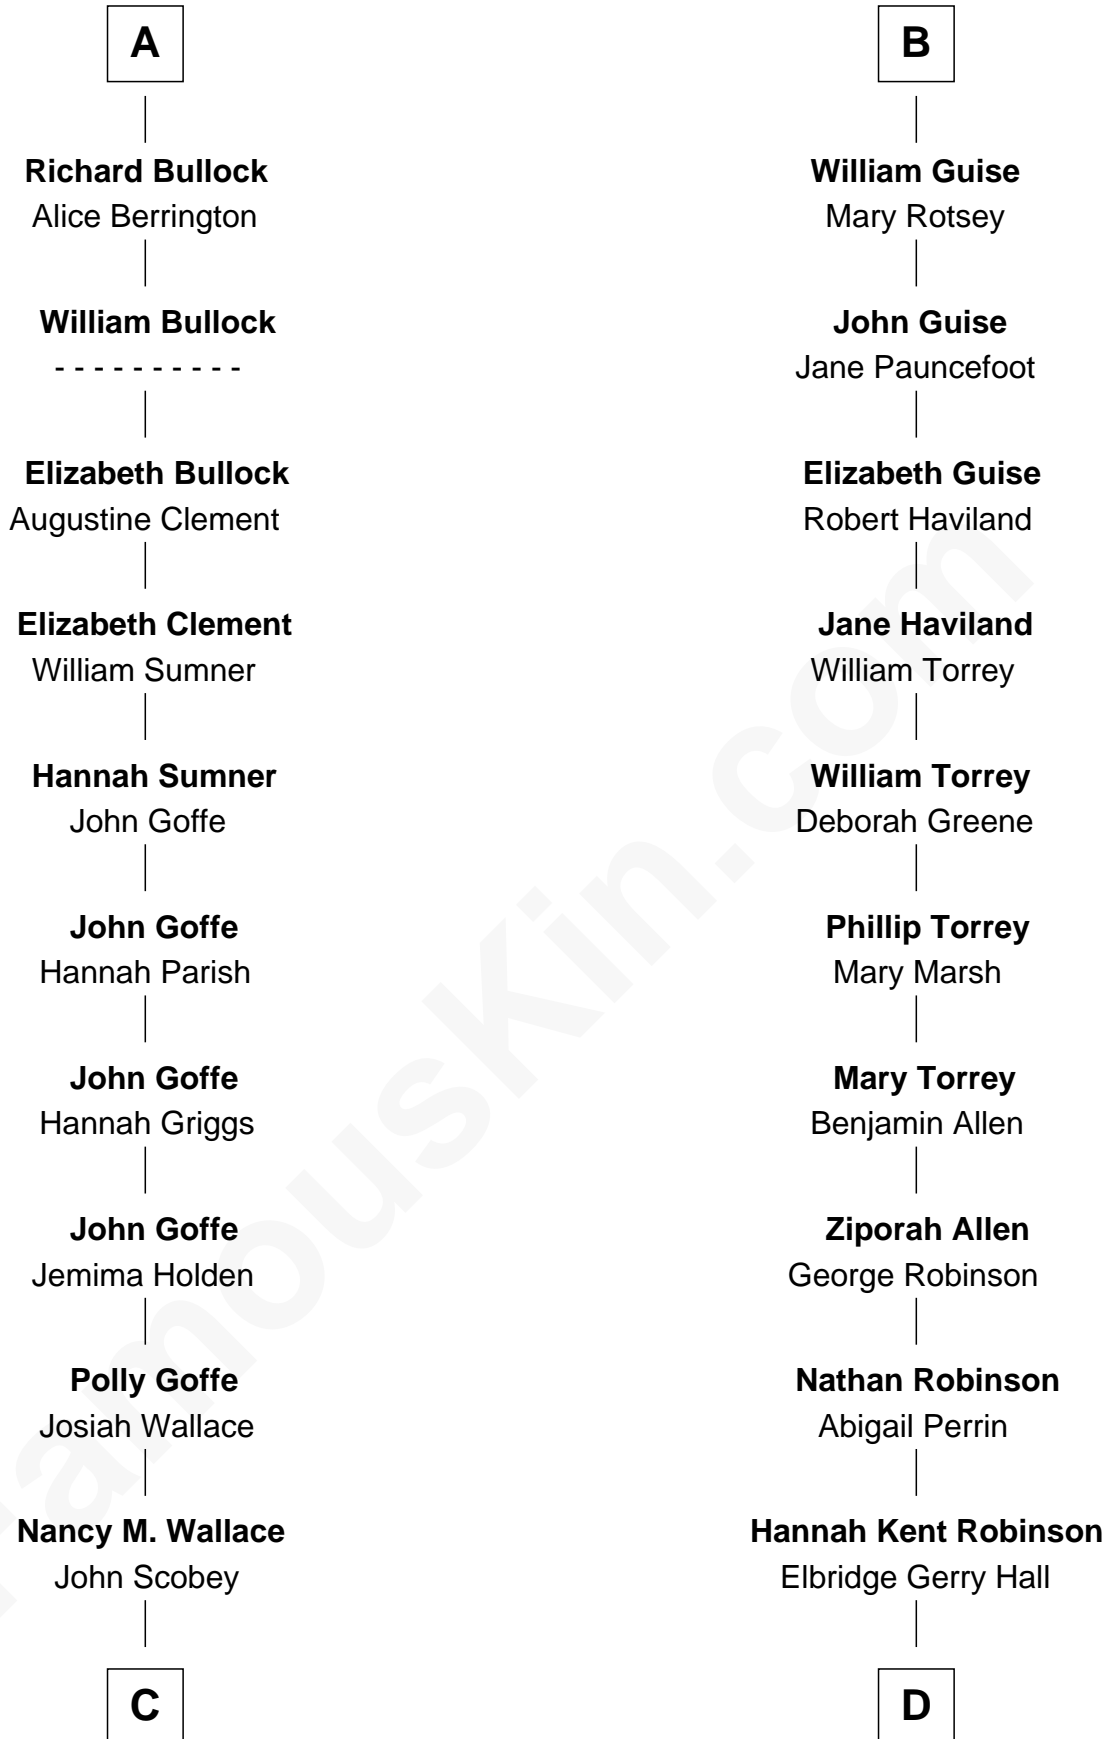 A
Richard Bullock
Alice Berrington
William Bullock
- - - - - - - - - -
Elizabeth Bullock
Augustine Clement
Elizabeth Clement
William Sumner
Hannah Sumner
John Goffe
John Goffe
Hannah Parish
John Goffe
Hannah Griggs
John Goffe
Jemima Holden
Polly Goffe
Josiah Wallace
Nancy M. Wallace
John Scobey
C
B
William Guise
Mary Rotsey
John Guise
Jane Pauncefoot
Elizabeth Guise
Robert Haviland
Jane Haviland
William Torrey
William Torrey
Deborah Greene
Phillip Torrey
Mary Marsh
Mary Torrey
Benjamin Allen
Ziporah Allen
George Robinson
Nathan Robinson
Abigail Perrin
Hannah Kent Robinson
Elbridge Gerry Hall
D
FamousKin.com